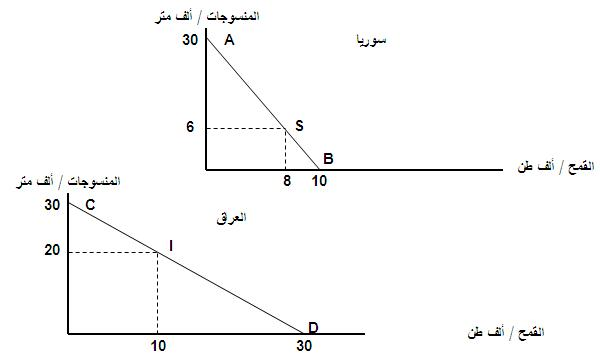 المنسوجات / ألف متر
سوريا
30
A
6
S
B
8
10
القمح / ألف طن
المنسوجات / ألف متر
العراق
30
C
20
I
D
10
30
القمح / ألف طن